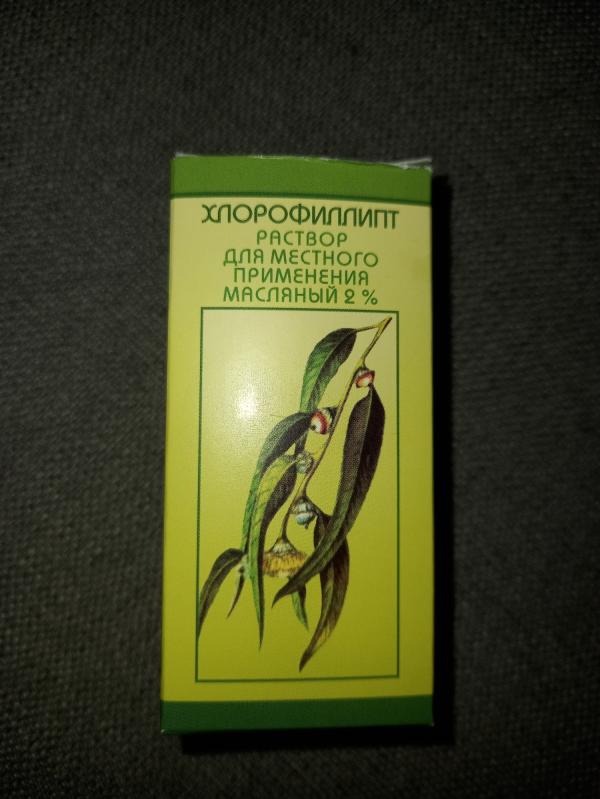 ХЛОРОФИЛЛИПТ
РАСТВОР
ДЛЯ МЕСТНОГО
ПРИМЕНЕНИЯ
МАСЛЯНЫЙ 2 %